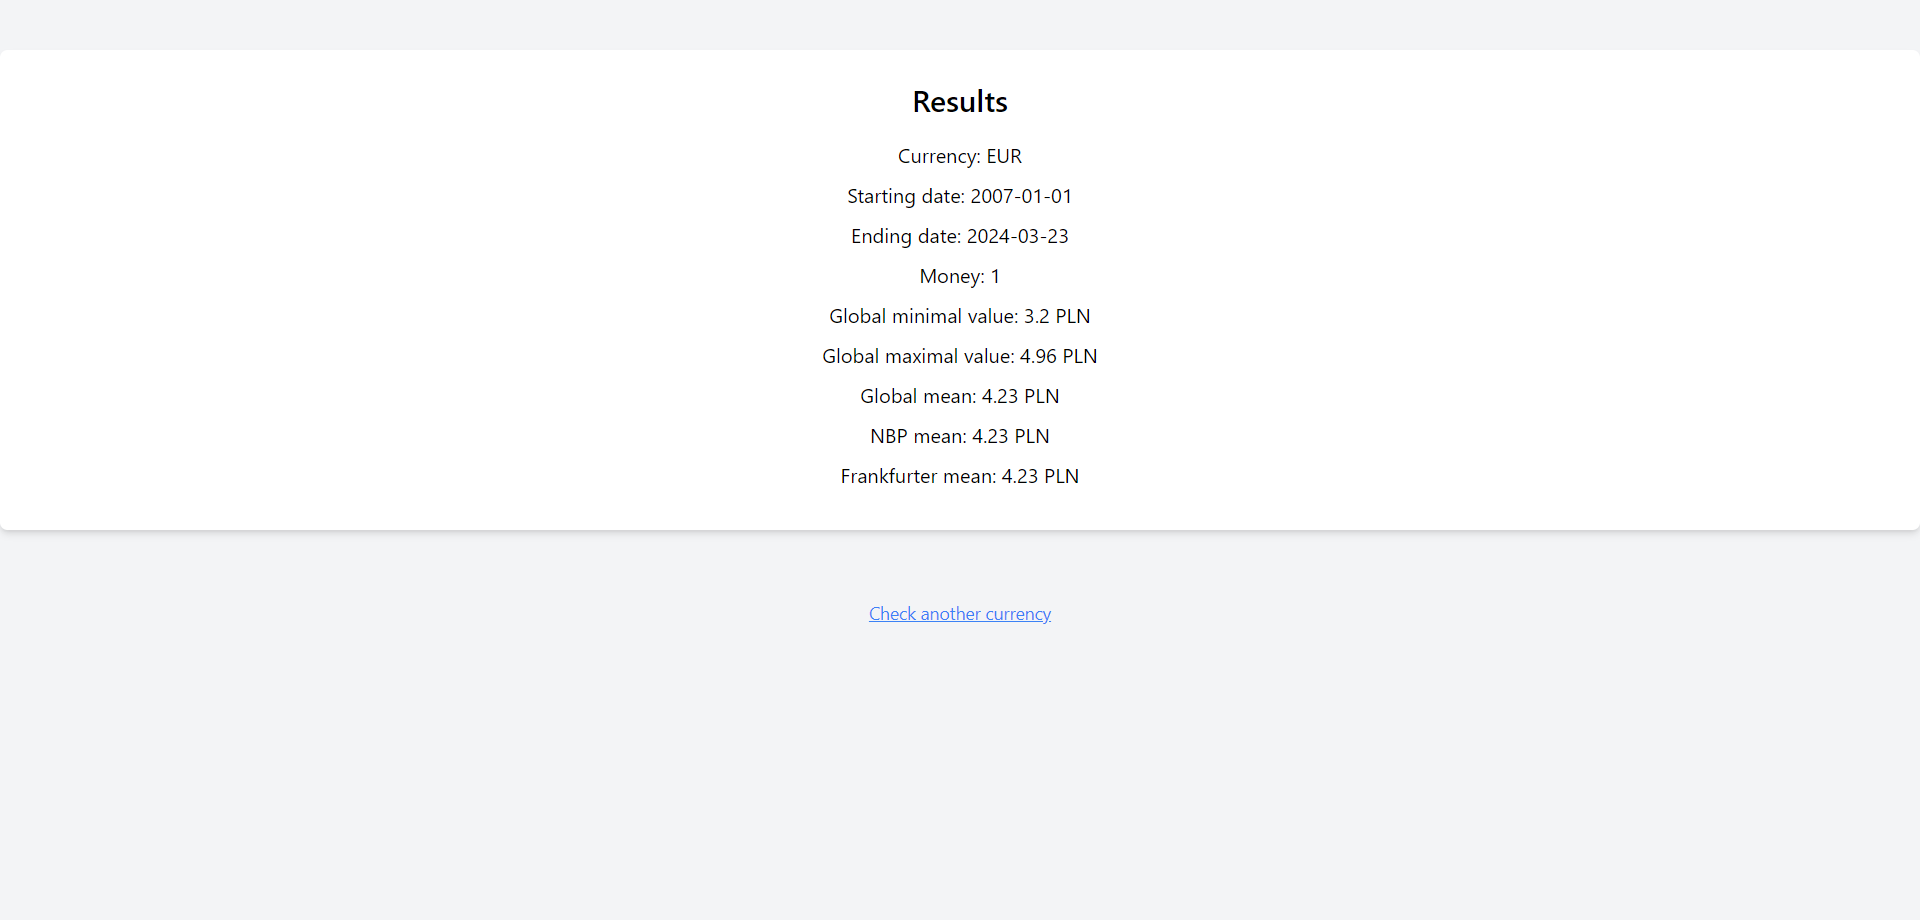 Results
Currency: EUR
Starting date: 2007-01-01
Ending date: 2024-03-23
Money: 1
Global minimal value: 3.2 PLN
Global maximal value: 4.96 PLN
Global mean: 4.23 PLN
NBP mean: 4.23 PLN
Frankfurter mean: 4.23 PLN
Check another currency